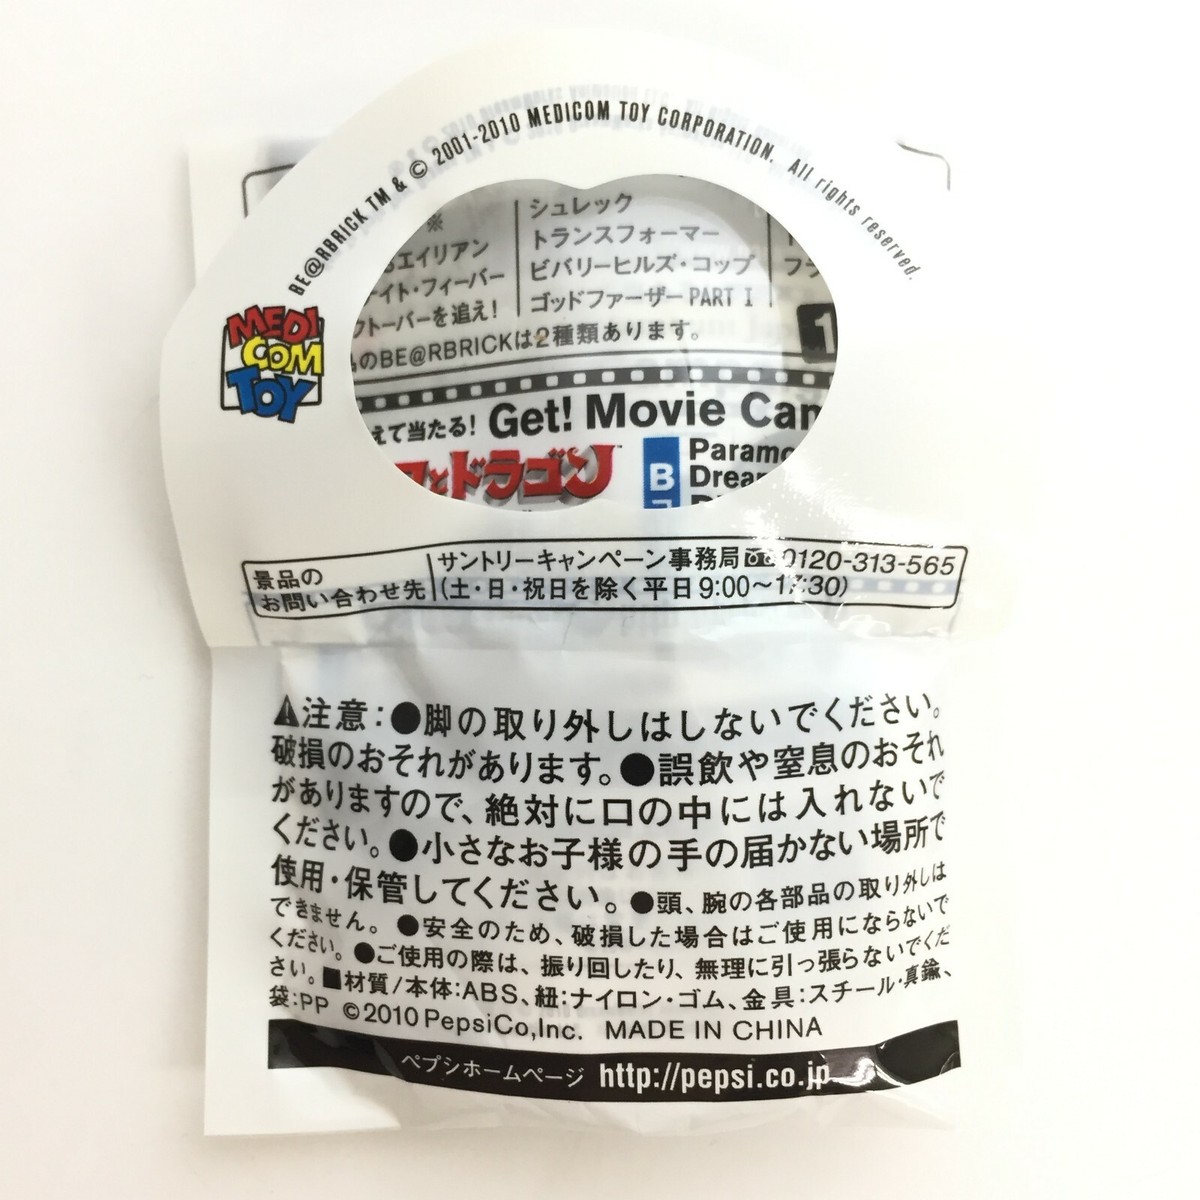 BE@RBRICK TM & © 2001-2010 MEDICOM TOY CORPORATION. All rights reserved.
MEDI
COM
TOY
※
エイリアン
ナイト・フィーバー
フトーバーを追え!
シュレック
トランスフォーマー
ビバリーヒルズ・コップ
ゴッドファーザー PART I
フラ
のBE@RBRICKは2種類あります。
1
えて当たる! Get! Movie Cam
とドラゴン™
B
Paramo
Drea
景品の
お問い合わせ先
サントリーキャンペーン事務局 0120-313-565
(土・日・祝日を除く平日9:00〜17:30)
⚠注意:●脚の取り外しはしないでください。
破損のおそれがあります。●誤飲や窒息のおそれ
がありますので、絶対に口の中には入れないで
ください。●小さなお子様の手の届かない場所で
使用・保管してください。●頭、腕の各部品の取り外しは
できません。●安全のため、破損した場合はご使用にならないで
ください。●ご使用の際は、振り回したり、無理に引っ張らないでくだ
さい。■材質/本体:ABS、紐:ナイロン・ゴム、金具:スチール・真鍮、
袋:PP ©2010 PepsiCo,Inc. MADE IN CHINA
ペプシホームページ http://pepsi.co.jp